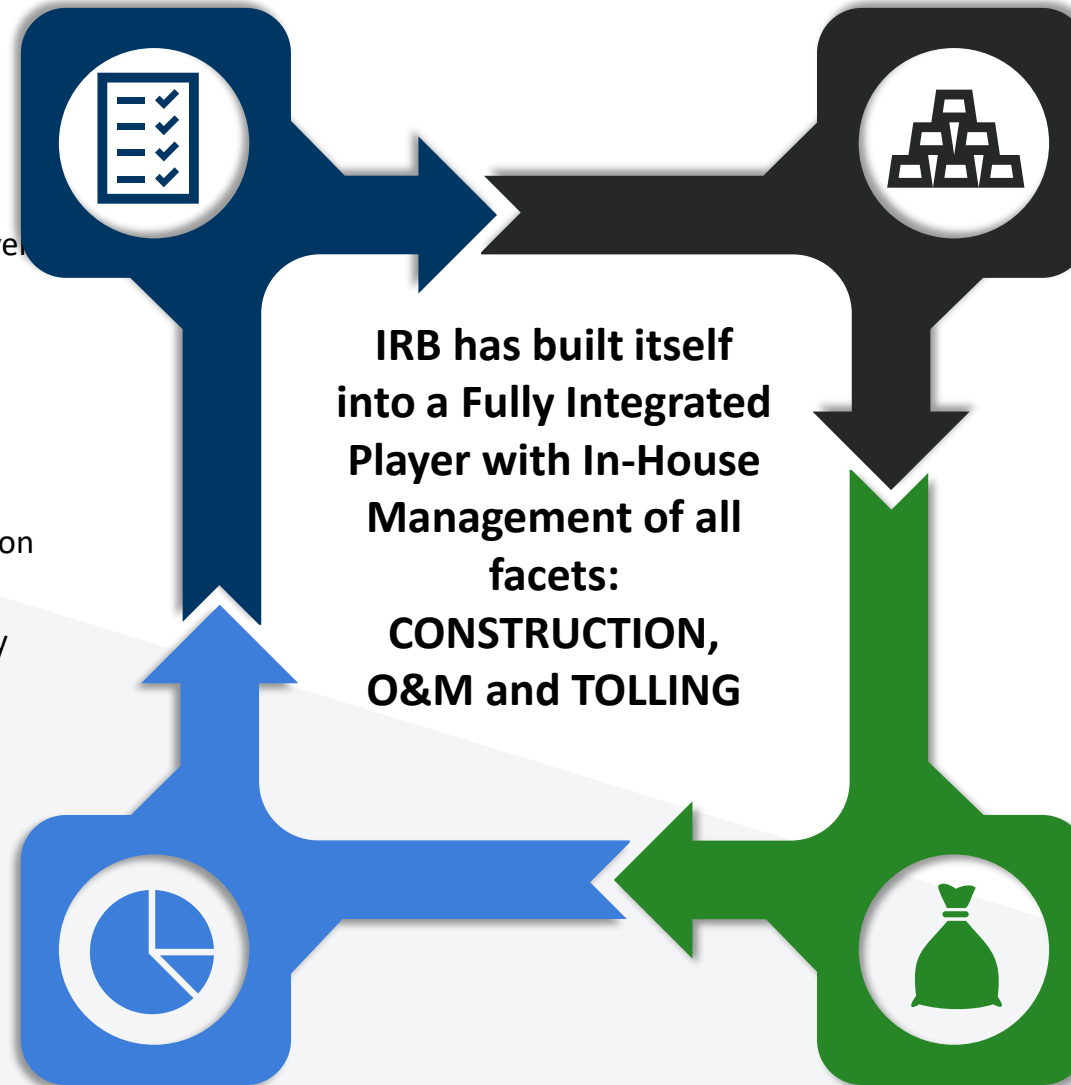 IRB has built itself
into a Fully Integrated
Player with In-House
Management of all
facets:
CONSTRUCTION,
O&M and TOLLING